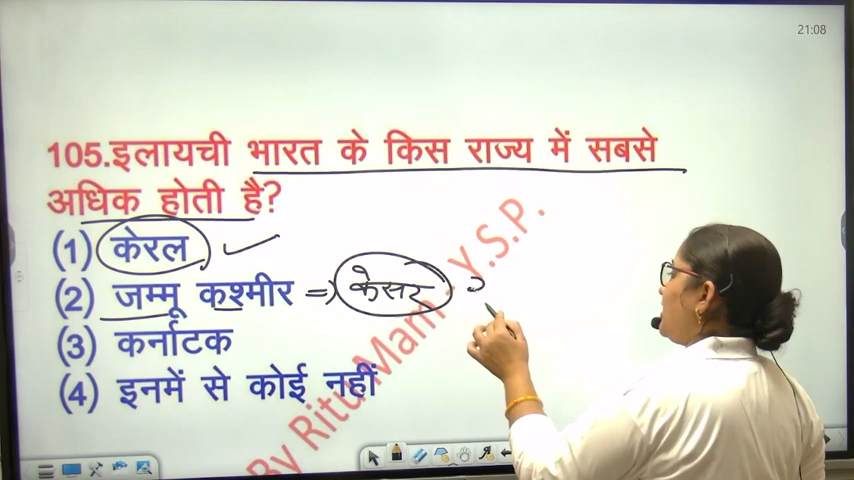 21:08
105.इलायची भारत के किस राज्य में सबसे
अधिक होती है?
(1) केरल
(2) जम्मू कश्मीर => केसर
(3) कर्नाटक
(4) इनमें से कोई नहीं
By Ritu Mam Y.S.P.